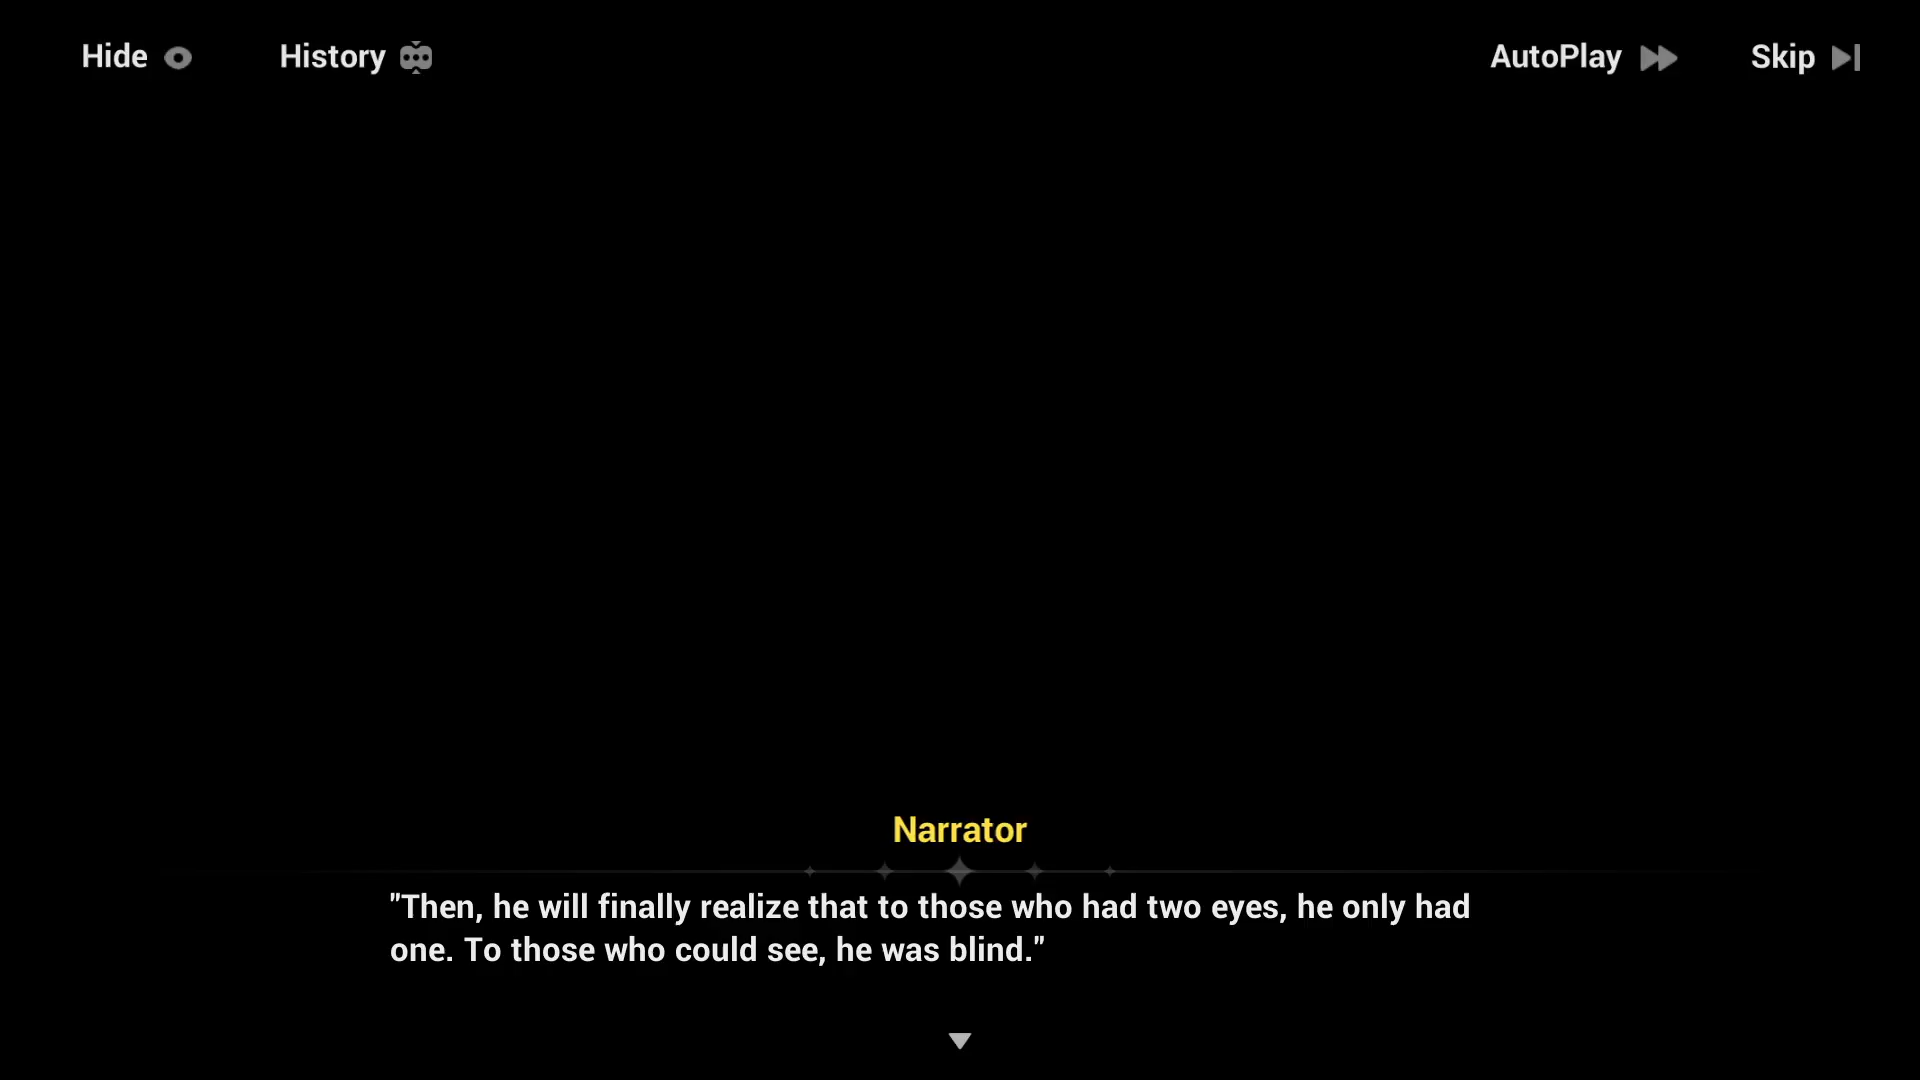 Hide
History
AutoPlay
Skip
Narrator
"Then, he will finally realize that to those who had two eyes, he only had
one. To those who could see, he was blind."